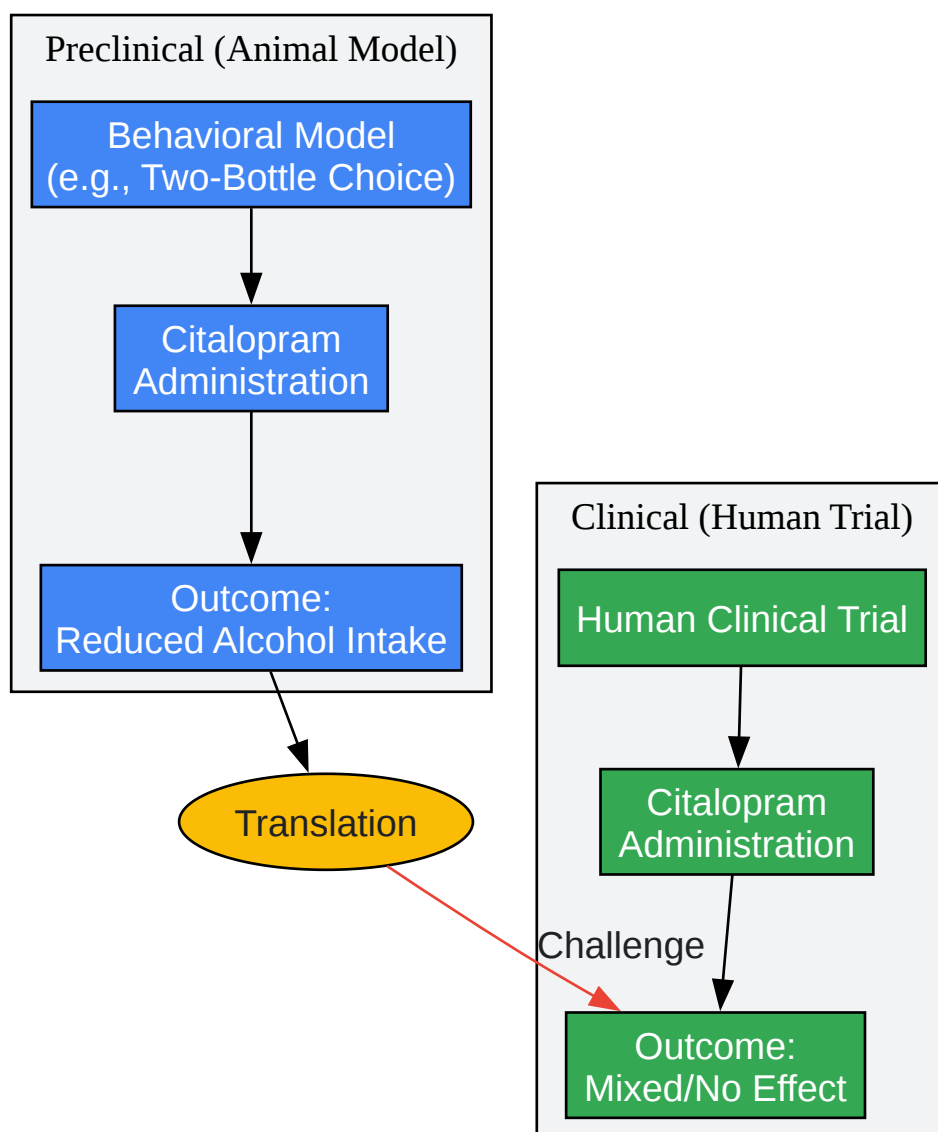 Preclinical (Animal Model)
Behavioral Model
(e.g., Two-Bottle Choice)
Citalopram
Administration
Outcome:
Reduced Alcohol Intake
Translation
Challenge
Clinical (Human Trial)
Human Clinical Trial
Citalopram
Administration
Outcome:
Mixed/No Effect